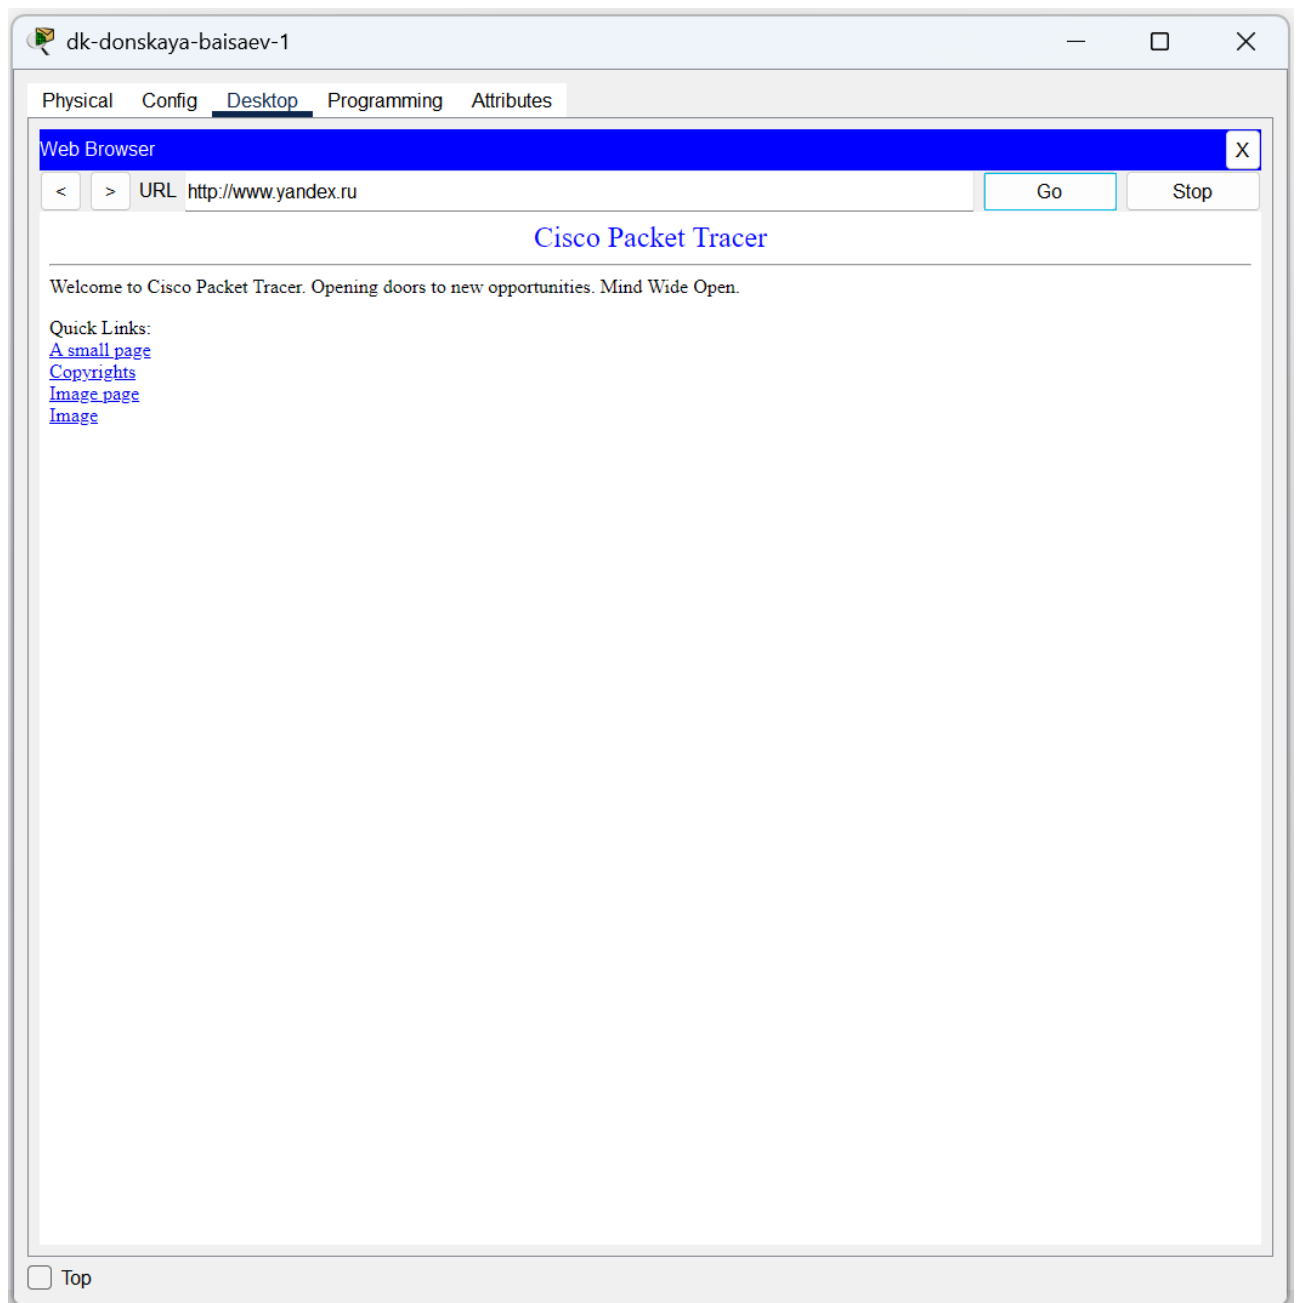 dk-donskaya-baisaev-1
Physical Config Desktop Programming Attributes
Web Browser X
< > URL http://www.yandex.ru Go Stop
Cisco Packet Tracer
Welcome to Cisco Packet Tracer. Opening doors to new opportunities. Mind Wide Open.
Quick Links:
A small page
Copyrights
Image page
Image
Top